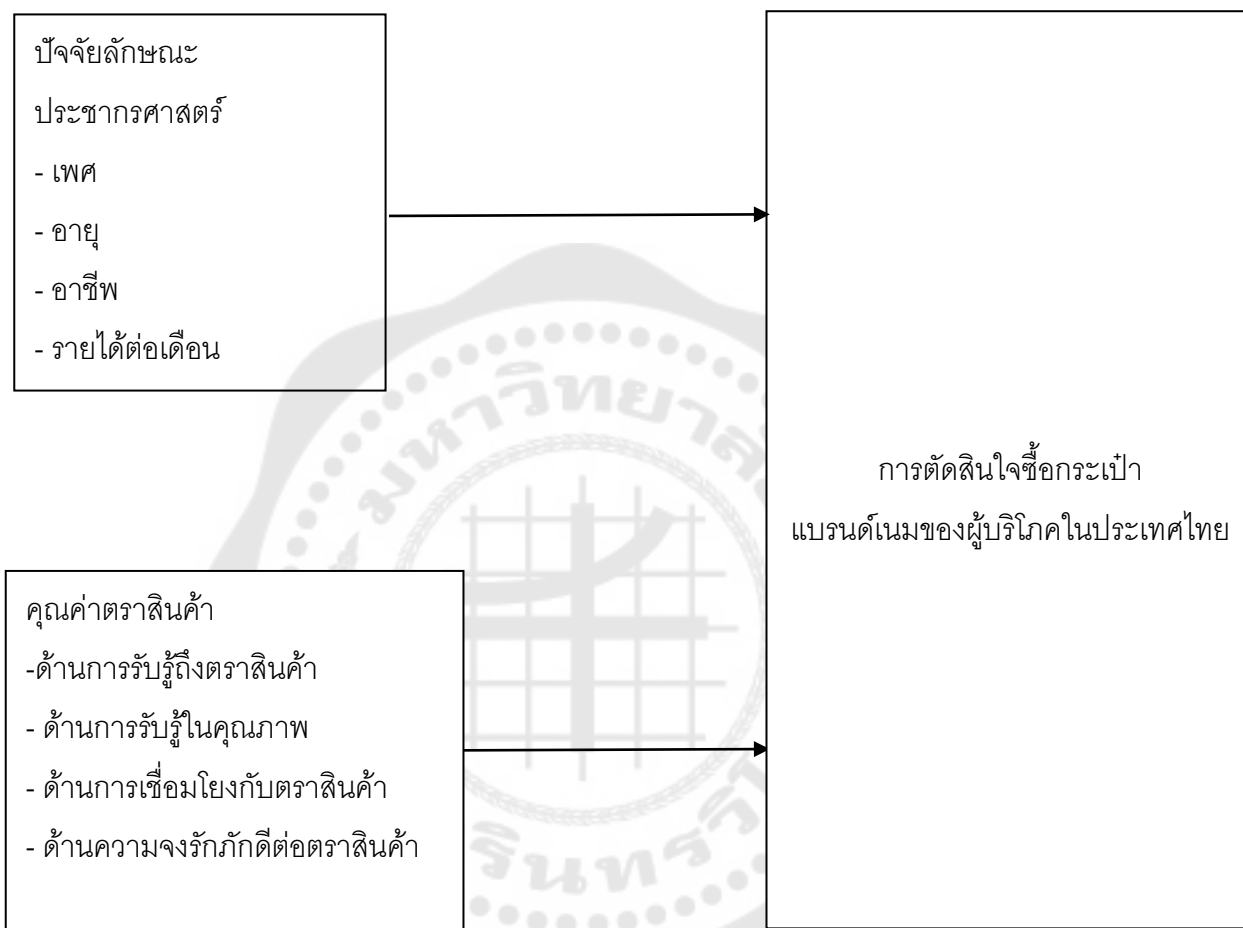 ปัจจัยลักษณะ
ประชากรศาสตร์
- เพศ
- อายุ
- อาชีพ
- รายได้ต่อเดือน
การตัดสินใจซื้อกระเป๋า
แบรนด์เนมของผู้บริโภคในประเทศไทย
คุณค่าตราสินค้า
-ด้านการรับรู้ถึงตราสินค้า
- ด้านการรับรู้ในคุณภาพ
- ด้านการเชื่อมโยงกับตราสินค้า
- ด้านความจงรักภักดีต่อตราสินค้า